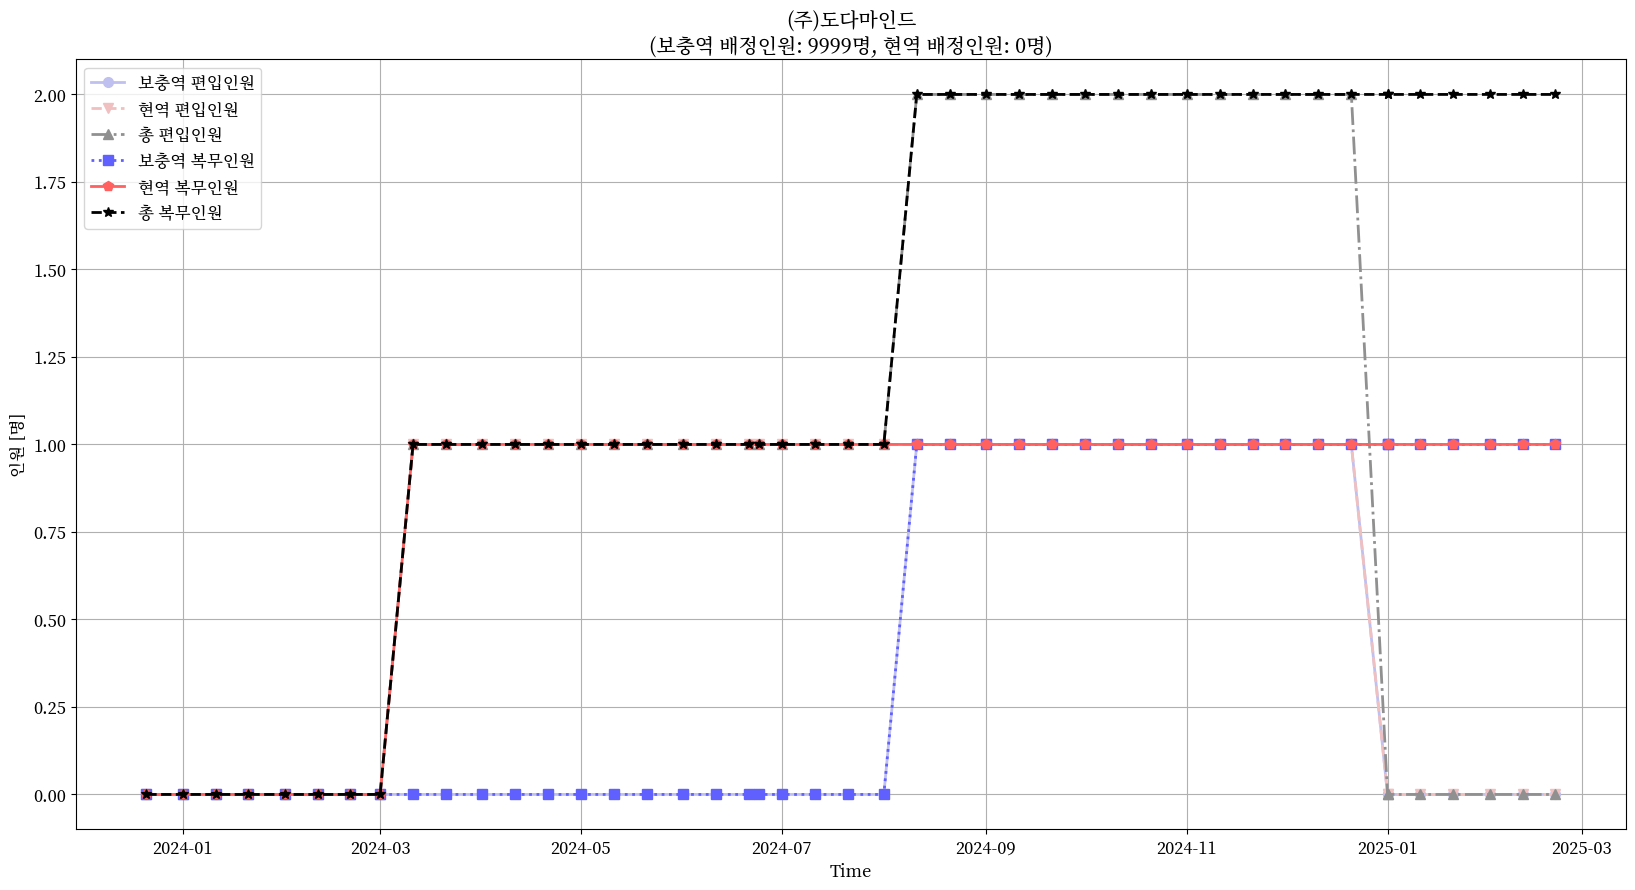 (주)도다마인드
(보충역 배정인원: 9999명, 현역 배정인원: 0명)
보충역 편입인원
현역 편입인원
총 편입인원
보충역 복무인원
현역 복무인원
총 복무인원
인원 [명]
2.00
1.75
1.50
1.25
1.00
0.75
0.50
0.25
0.00
2024-01
2024-03
2024-05
2024-07
2024-09
2024-11
2025-01
2025-03
Time